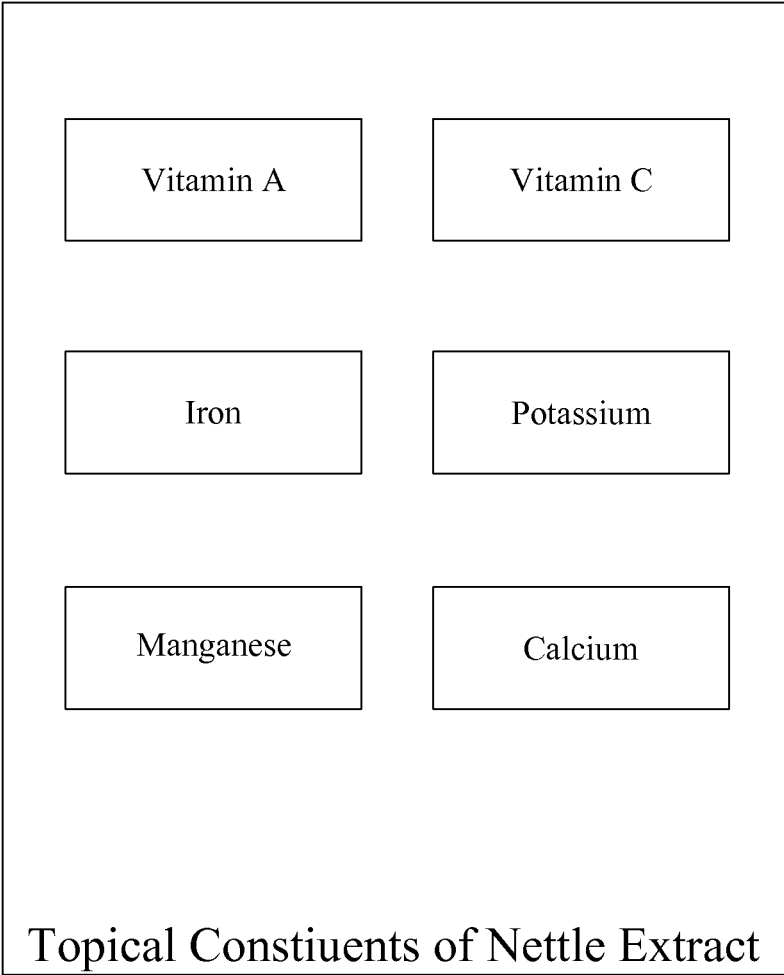 Vitamin A
Vitamin C
Iron
Potassium
Manganese
Calcium
Topical Constiuents of Nettle Extract